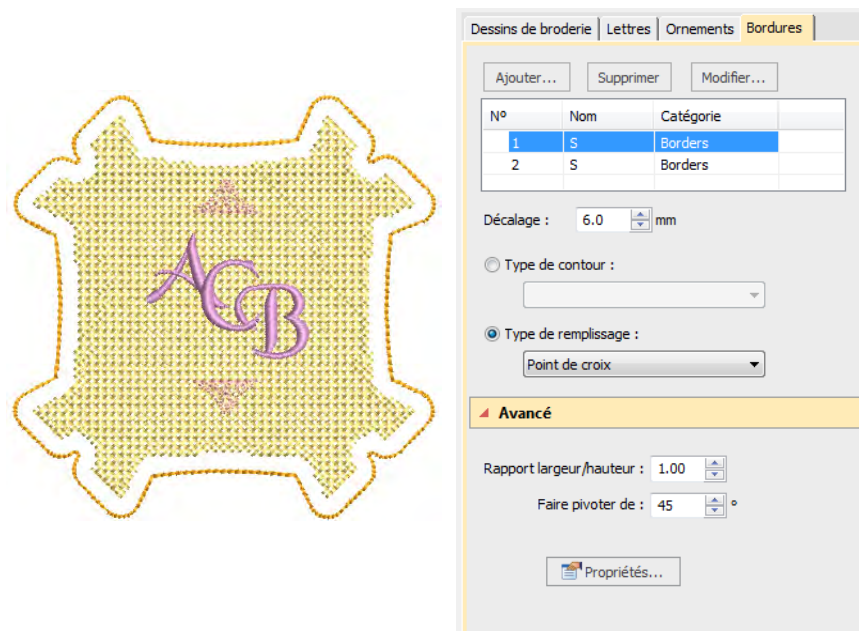 ACB
Dessins de broderie Lettres Ornements Bordures
Ajouter... Supprimer Modifier...
Nº Nom Catégorie
1 S Borders
2 S Borders
Décalage : 6.0 mm
Type de contour :
Type de remplissage :
Point de croix
Avancé
Rapport largeur/hauteur : 1.00
Faire pivoter de : 45 °
Propriétés...